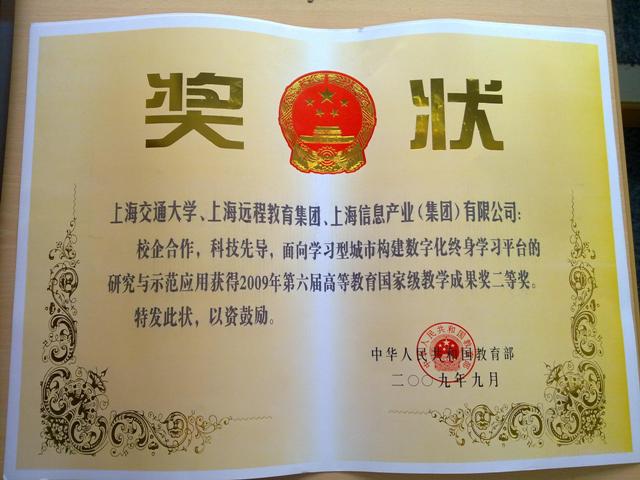 奖 状
上海交通大学、上海远程教育集团、上海信息产业(集团)有限公司:
校企合作，科技先导，面向学习型城市构建数字化终身学习平台的
研究与示范应用获得2009年第六届高等教育国家级教学成果奖二等奖。
特发此状，以资鼓励。
中华人民共和国教育部
二〇〇九年九月